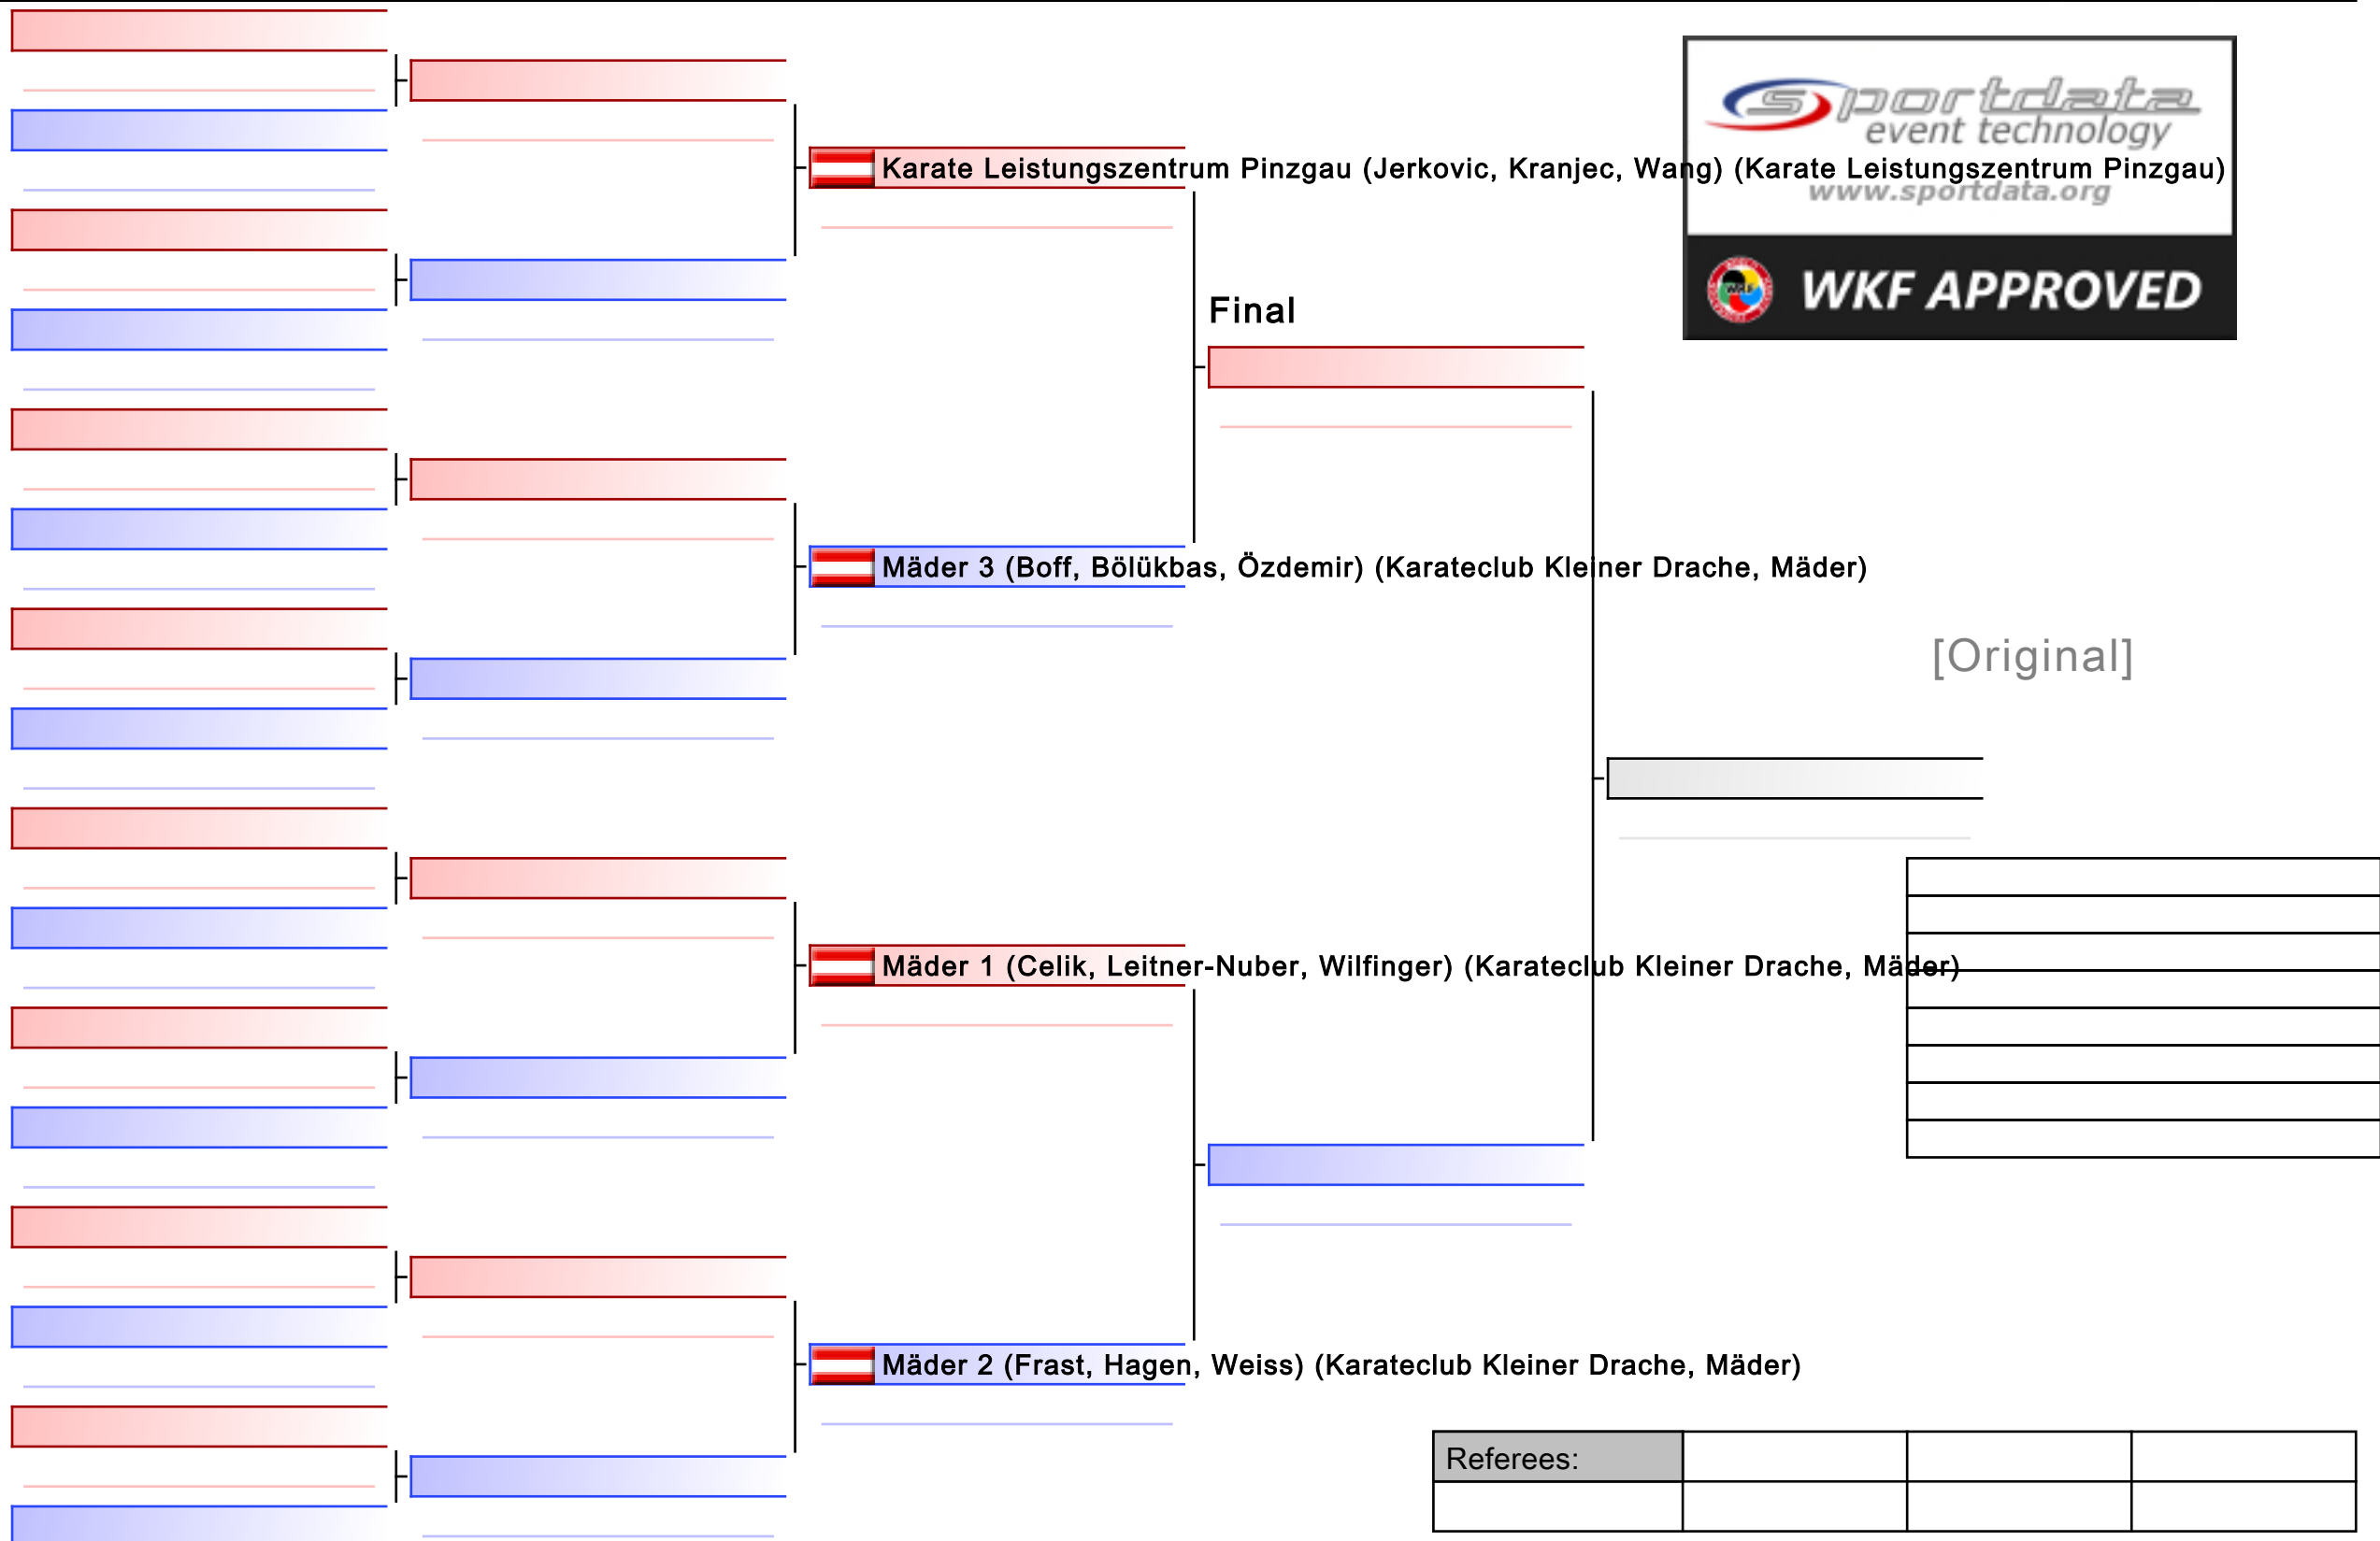 sportdata
event technology
Karate Leistungszentrum Pinzgau (Jerkovic, Kranjec, Wang) (Karate Leistungszentrum Pinzgau)
www.sportdata.org
WKF APPROVED
Final
Mäder 3 (Boff, Bölükbas, Özdemir) (Karateclub Kleiner Drache, Mäder)
[Original]
Mäder 1 (Celik, Leitner-Nuber, Wilfinger) (Karateclub Kleiner Drache, Mäder)
Mäder 2 (Frast, Hagen, Weiss) (Karateclub Kleiner Drache, Mäder)
Referees: